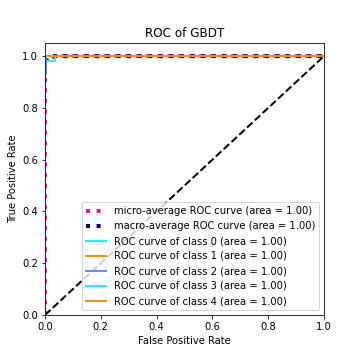 ROC of GBDT
True Positive Rate
1.0
0.8
0.6
0.4
0.2
0.0
micro-average ROC curve (area = 1.00)
macro-average ROC curve (area = 1.00)
ROC curve of class 0 (area = 1.00)
ROC curve of class 1 (area = 1.00)
ROC curve of class 2 (area = 1.00)
ROC curve of class 3 (area = 1.00)
ROC curve of class 4 (area = 1.00)
0.0 0.2 0.4 0.6 0.8 1.0
False Positive Rate